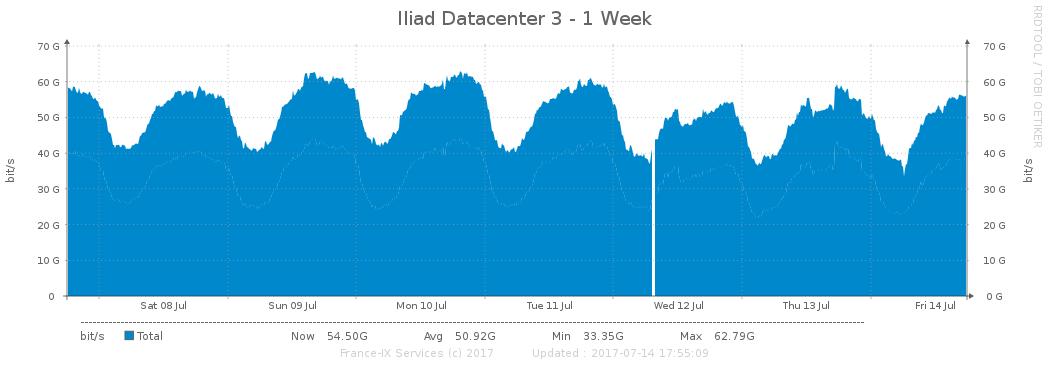 Iliad Datacenter 3 - 1 Week
RRDTOOL / TOBI OETIKER
70 G 70 G
60 G 60 G
50 G 50 G
40 G 40 G
30 G 30 G
20 G 20 G
10 G 10 G
0 0 G
bit/s bit/s
Sat 08 Jul Sun 09 Jul Mon 10 Jul Tue 11 Jul Wed 12 Jul Thu 13 Jul Fri 14 Jul
bit/s Total Now 54.50G Avg 50.92G Min 33.35G Max 62.79G
France-IX Services (c) 2017 Updated : 2017-07-14 17:55:09